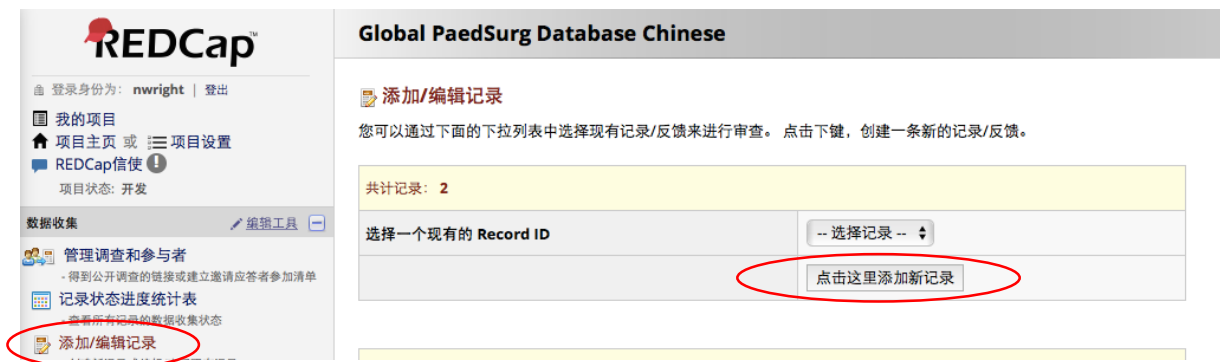 REDCap™
登录身份为: nwright | 登出
我的项目
项目主页 或 项目设置
REDCap信使
项目状态: 开发
数据收集 编辑工具
管理调查和参与者
- 得到公开调查的链接或建立邀请应答者参加清单
记录状态进度统计表
- 查看所有记录的数据收集状态
添加/编辑记录
Global PaedSurg Database Chinese
添加/编辑记录
您可以通过下面的下拉列表中选择现有记录/反馈来进行审查。 点击下键，创建一条新的记录/反馈。
共计记录: 2
选择一个现有的 Record ID
-- 选择记录 --
点击这里添加新记录